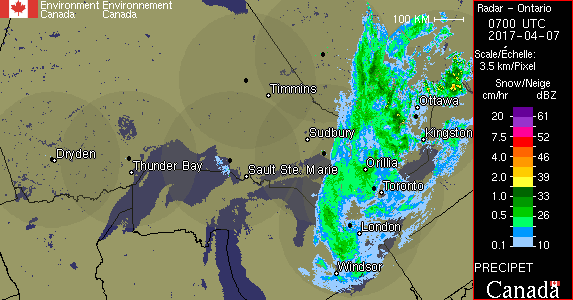 Environment Environnement
Canada Canada
Radar - Ontario
0700 UTC
2017-04-07
100 KM
Scale/Échelle:
3.5 km/Pixel
Snow/Neige
cm/hr dBZ
20 61
7.5 52
4.0 46
2.0 39
1.0 33
0.5 26
0.1 10
PRECIPET
Canada
Timmins
Ottawa
Sudbury
Kingston
Dryden
Thunder Bay
Sault Ste. Marie
Orillia
Toronto
London
Windsor